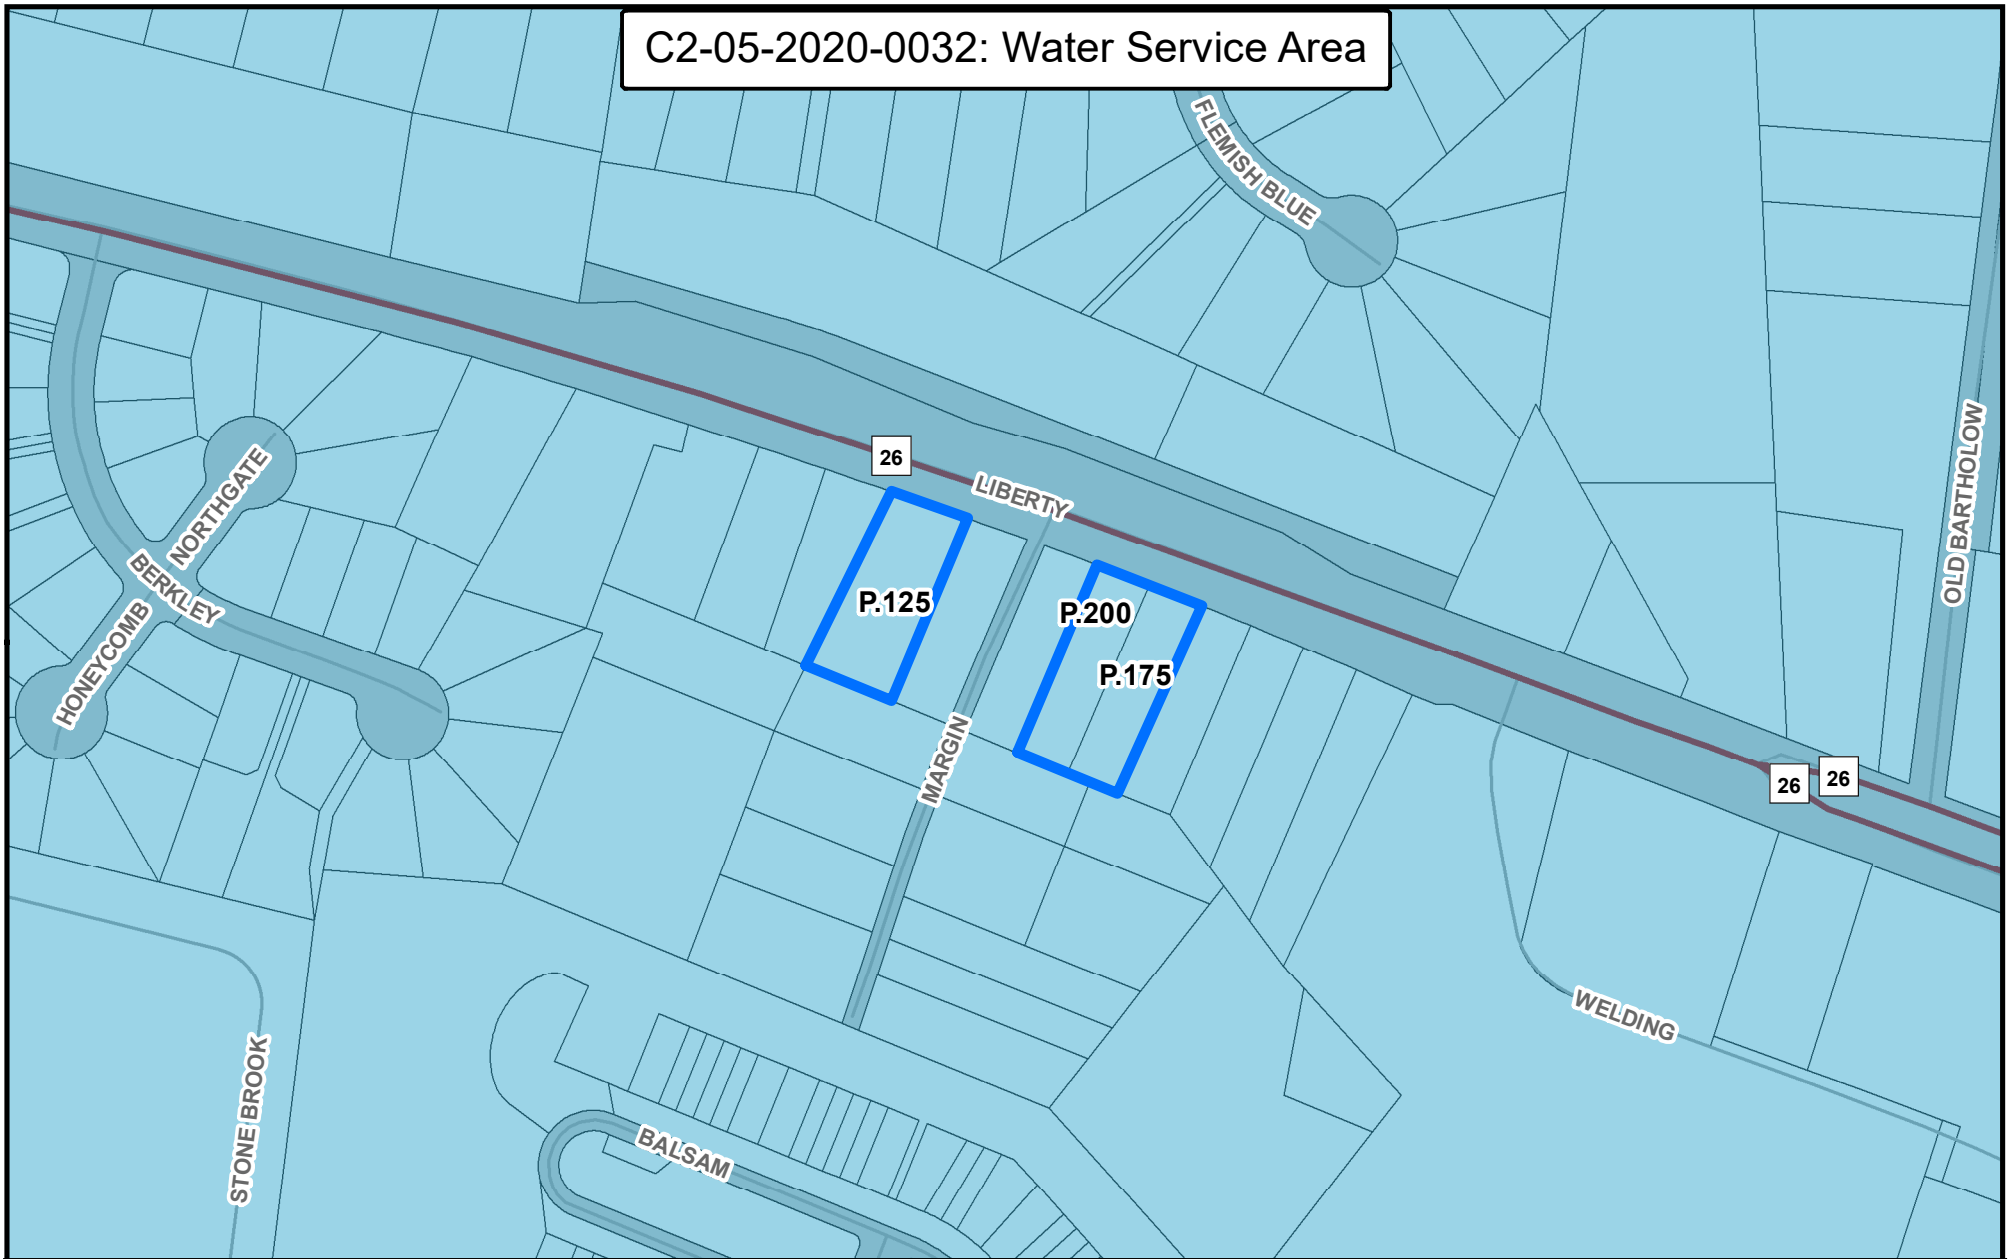 C2-05-2020-0032: Water Service Area
FLEMISH BLUE
26
LIBERTY
OLD BARTHOLOW
NORTHGATE
BERKLEY
HONEYCOMB
P.125
P.200
P.175
MARGIN
26
26
WELDING
STONE BROOK
BALSAM